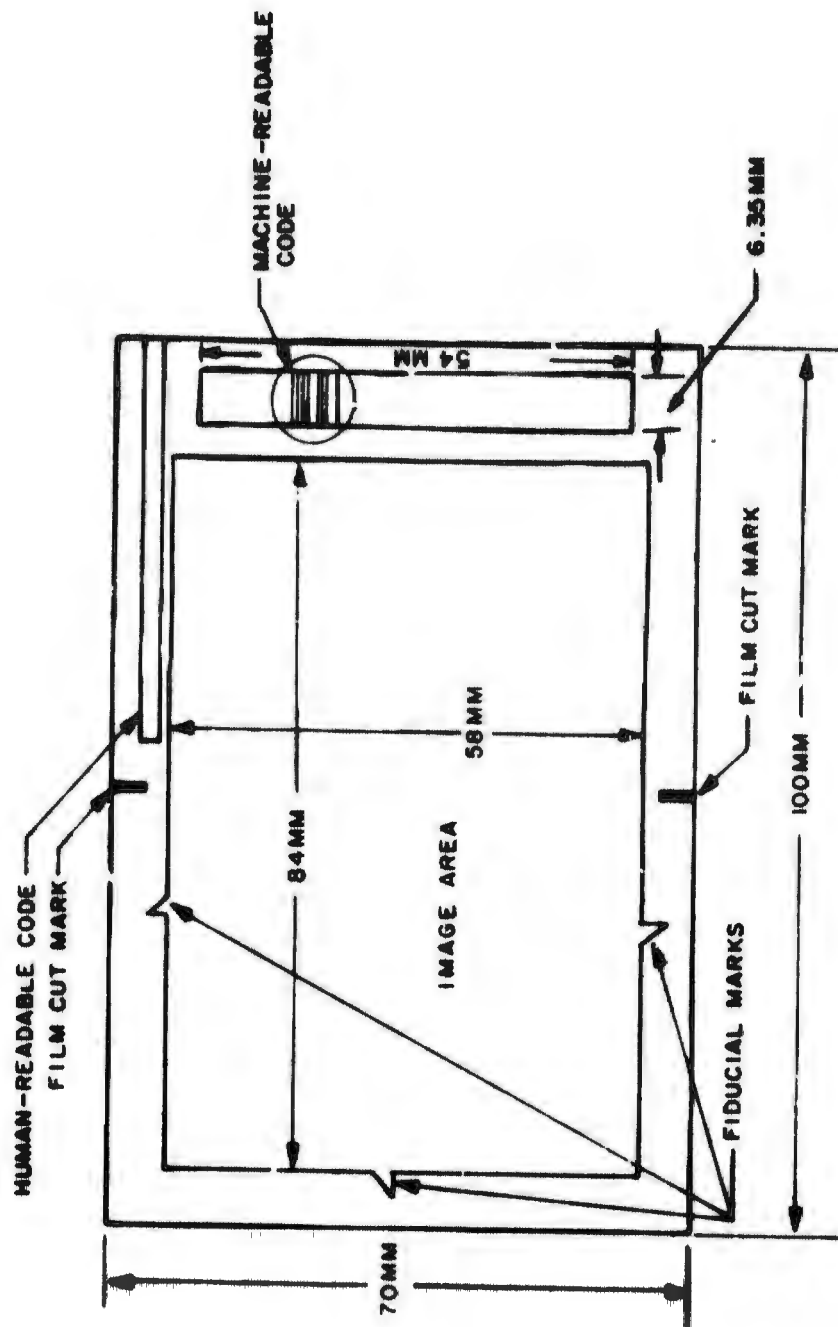 HUMAN-READABLE CODE
FILM CUT MARK
MACHINE-READABLE
CODE
54 MM
84MM
58MM
IMAGE AREA
70MM
6.35MM
FILM CUT MARK
FIDUCIAL MARKS
100MM